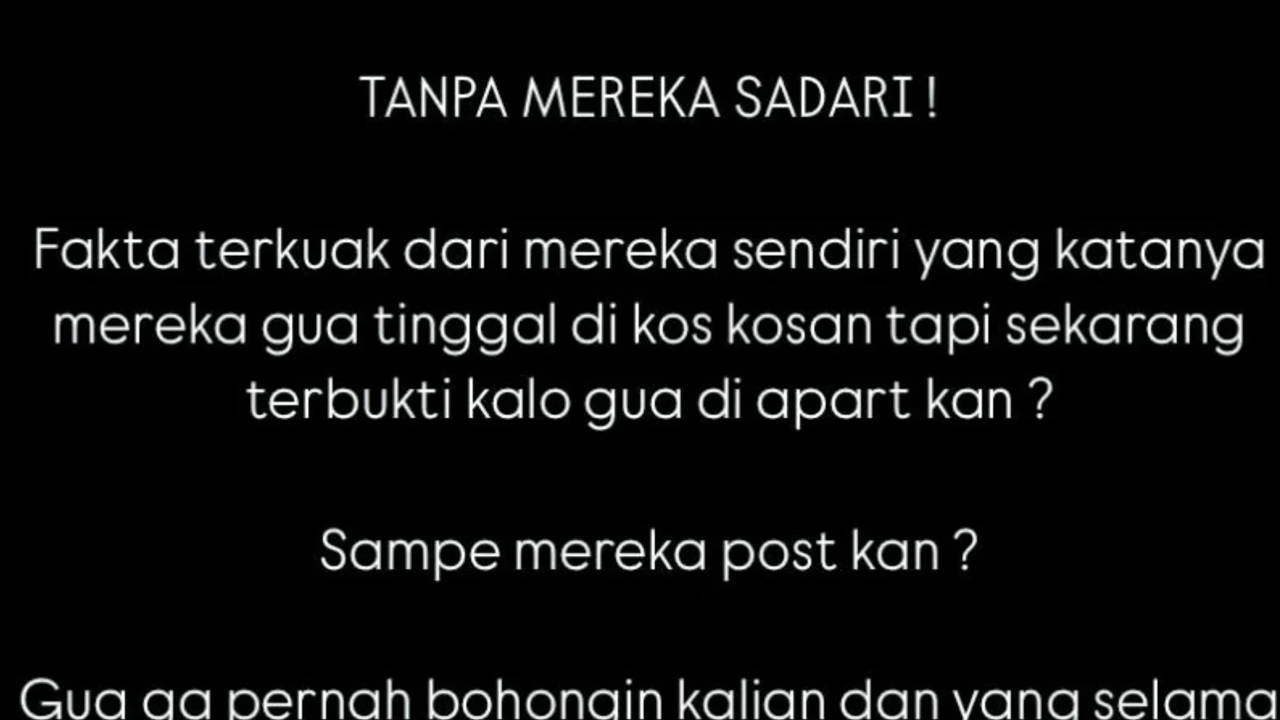 TANPA MEREKA SADARI !
Fakta terkuak dari mereka sendiri yang katanya
mereka gua tinggal di kos kosan tapi sekarang
terbukti kalo gua di apart kan ?
Sampe mereka post kan ?
Gua ga pernah bohongin kalian dan yang selama